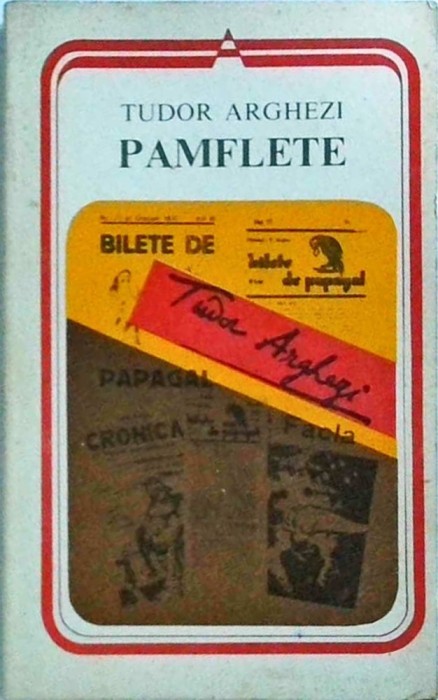 TUDOR ARGHEZI
PAMFLETE
BILETE DE
bilete
de papagal
Tudor Arghezi
PAPAGAL
CRONICA
Facla